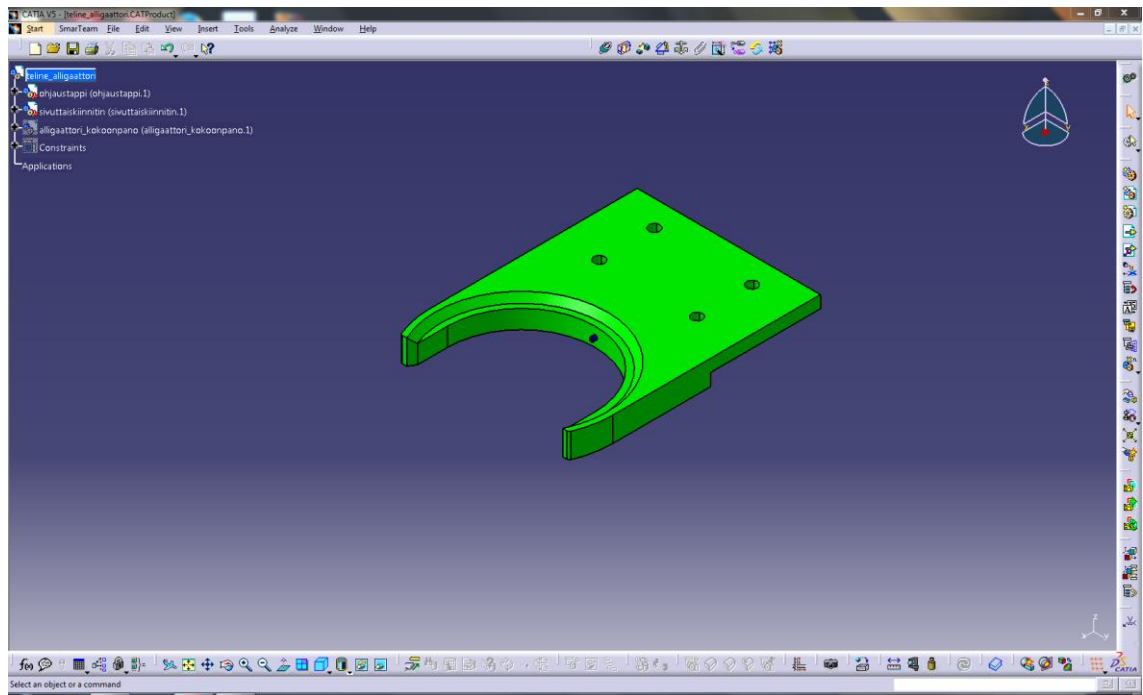 CATIA V5 - [teline_alligaattori.CATProduct]
Start SmarTeam File Edit View Insert Tools Analyze Window Help
teline_alligaattori
ohjaustappi (ohjaustappi.1)
sivuttaiskiinnitin (sivuttaiskiinnitin.1)
alligaattori_kokoonpano (alligaattori_kokoonpano.1)
Constraints
Applications
z
x y
f(x)
CATIA
Select an object or a command